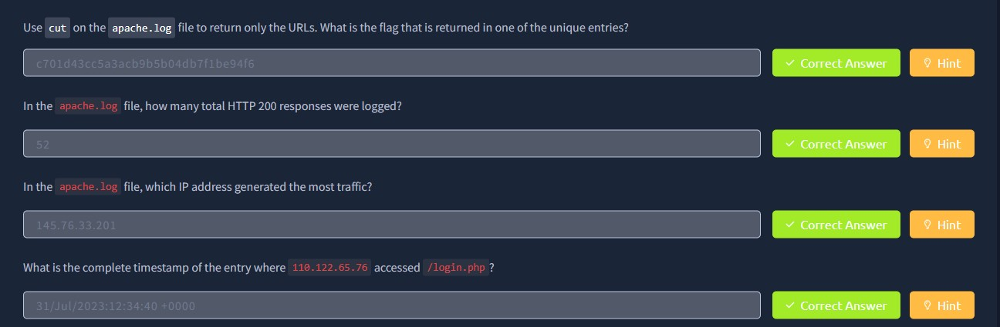 Use cut on the apache.log file to return only the URLs. What is the flag that is returned in one of the unique entries?
c701d43cc5a3acb9b5b04db7f1be94f6 Correct Answer Hint
In the apache.log file, how many total HTTP 200 responses were logged?
52 Correct Answer Hint
In the apache.log file, which IP address generated the most traffic?
145.76.33.201 Correct Answer Hint
What is the complete timestamp of the entry where 110.122.65.76 accessed /login.php?
31/Jul/2023:12:34:40 +0000 Correct Answer Hint